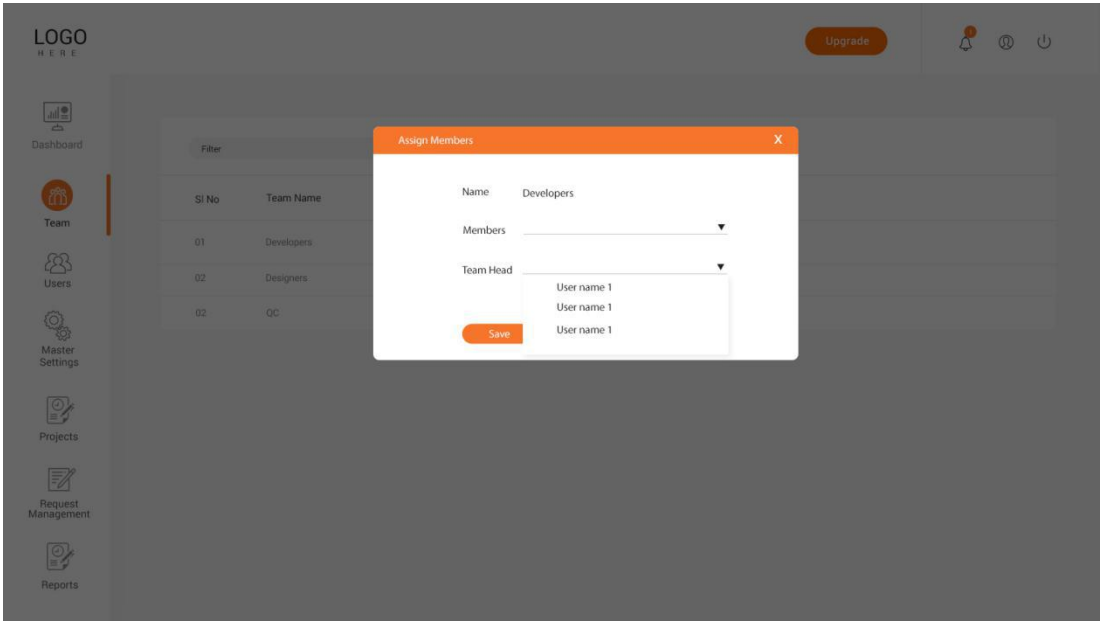 LOGO
HERE
Upgrade
Dashboard
Team
Users
Master
Settings
Projects
Request
Management
Reports
Filter
Sl No Team Name
01 Developers
02 Designers
02 QC
Assign Members X
Name Developers
Members
Team Head
User name 1
User name 1
User name 1
Save